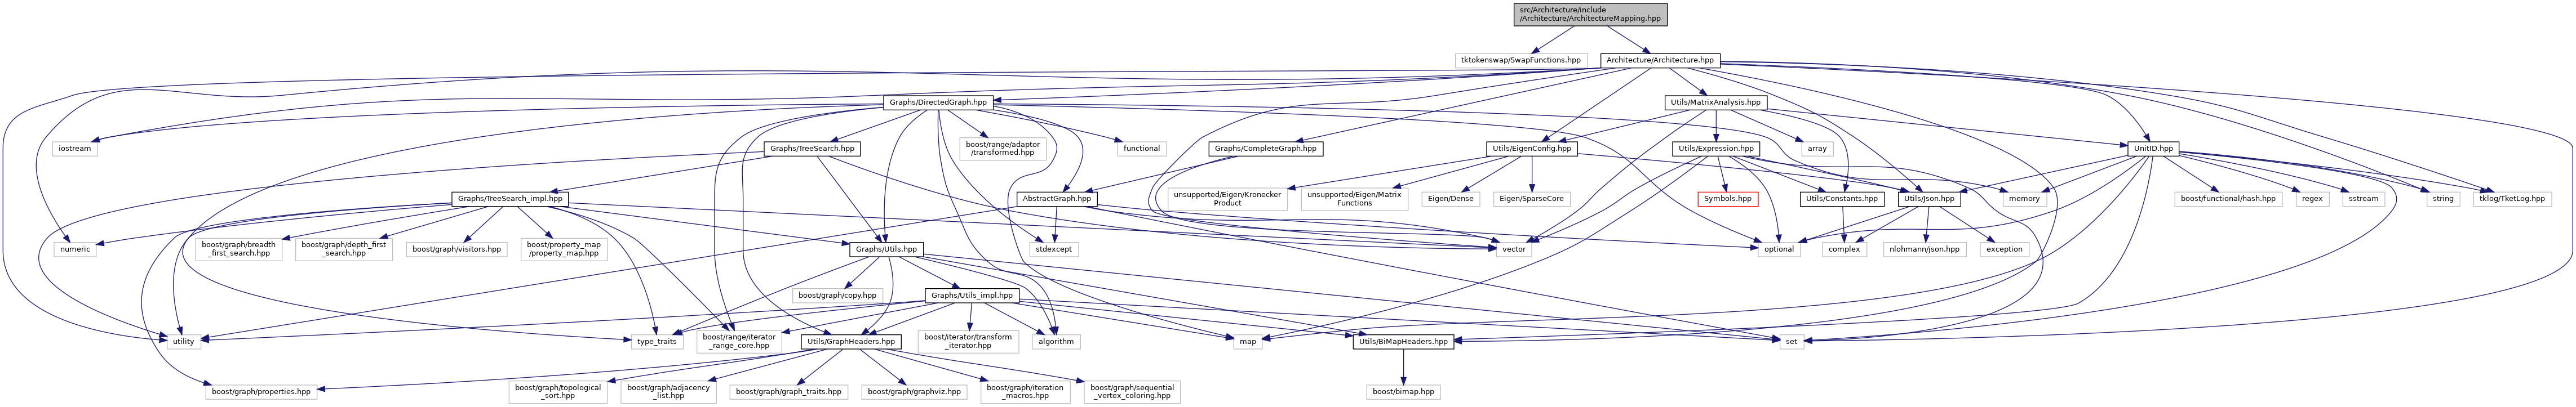 src/Architecture/include
/Architecture/ArchitectureMapping.hpp
tktokenswap/SwapFunctions.hpp
Architecture/Architecture.hpp
Graphs/DirectedGraph.hpp
Utils/MatrixAnalysis.hpp
iostream
Graphs/TreeSearch.hpp
boost/range/adaptor
/transformed.hpp
functional
Graphs/CompleteGraph.hpp
Utils/EigenConfig.hpp
Utils/Expression.hpp
array
UnitID.hpp
Graphs/TreeSearch_impl.hpp
AbstractGraph.hpp
unsupported/Eigen/Kronecker
Product
unsupported/Eigen/Matrix
Functions
Eigen/Dense
Eigen/SparseCore
Symbols.hpp
Utils/Constants.hpp
Utils/Json.hpp
memory
boost/functional/hash.hpp
regex
sstream
string
tklog/TketLog.hpp
numeric
boost/graph/breadth
_first_search.hpp
boost/graph/depth_first
_search.hpp
boost/graph/visitors.hpp
boost/property_map
/property_map.hpp
Graphs/Utils.hpp
stdexcept
vector
optional
complex
nlohmann/json.hpp
exception
boost/graph/copy.hpp
Graphs/Utils_impl.hpp
utility
type_traits
boost/range/iterator
_range_core.hpp
Utils/GraphHeaders.hpp
boost/iterator/transform
_iterator.hpp
algorithm
map
Utils/BiMapHeaders.hpp
set
boost/graph/properties.hpp
boost/graph/topological
_sort.hpp
boost/graph/adjacency
_list.hpp
boost/graph/graph_traits.hpp
boost/graph/graphviz.hpp
boost/graph/iteration
_macros.hpp
boost/graph/sequential
_vertex_coloring.hpp
boost/bimap.hpp